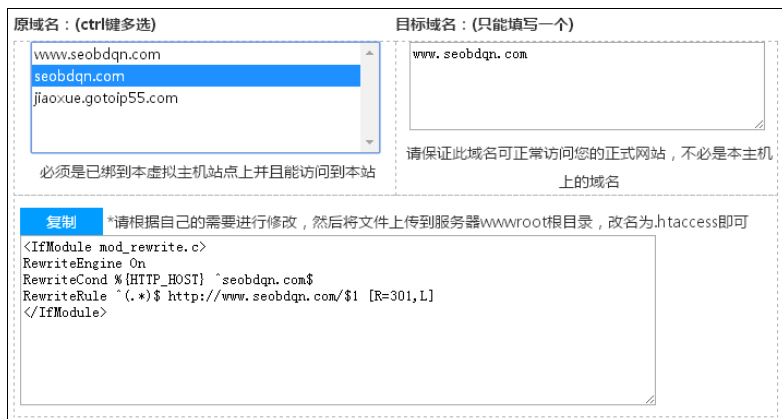 原域名：(ctrl键多选)
目标域名：(只能填写一个)
www.seobdqn.com
seobdqn.com
jiaoxue.gotoip55.com
必须是已绑到本虚拟主机站点上并且能访问到本站
www.seobdqn.com
请保证此域名可正常访问您的正式网站，不必是本主机
上的域名
复制 *请根据自己的需要进行修改，然后将文件上传到服务器wwwroot根目录，改名为.htaccess即可
<IfModule mod_rewrite.c>
RewriteEngine On
RewriteCond %{HTTP_HOST} ^seobdqn.com$
RewriteRule ^(.*)$ http://www.seobdqn.com/$1 [R=301,L]
</IfModule>